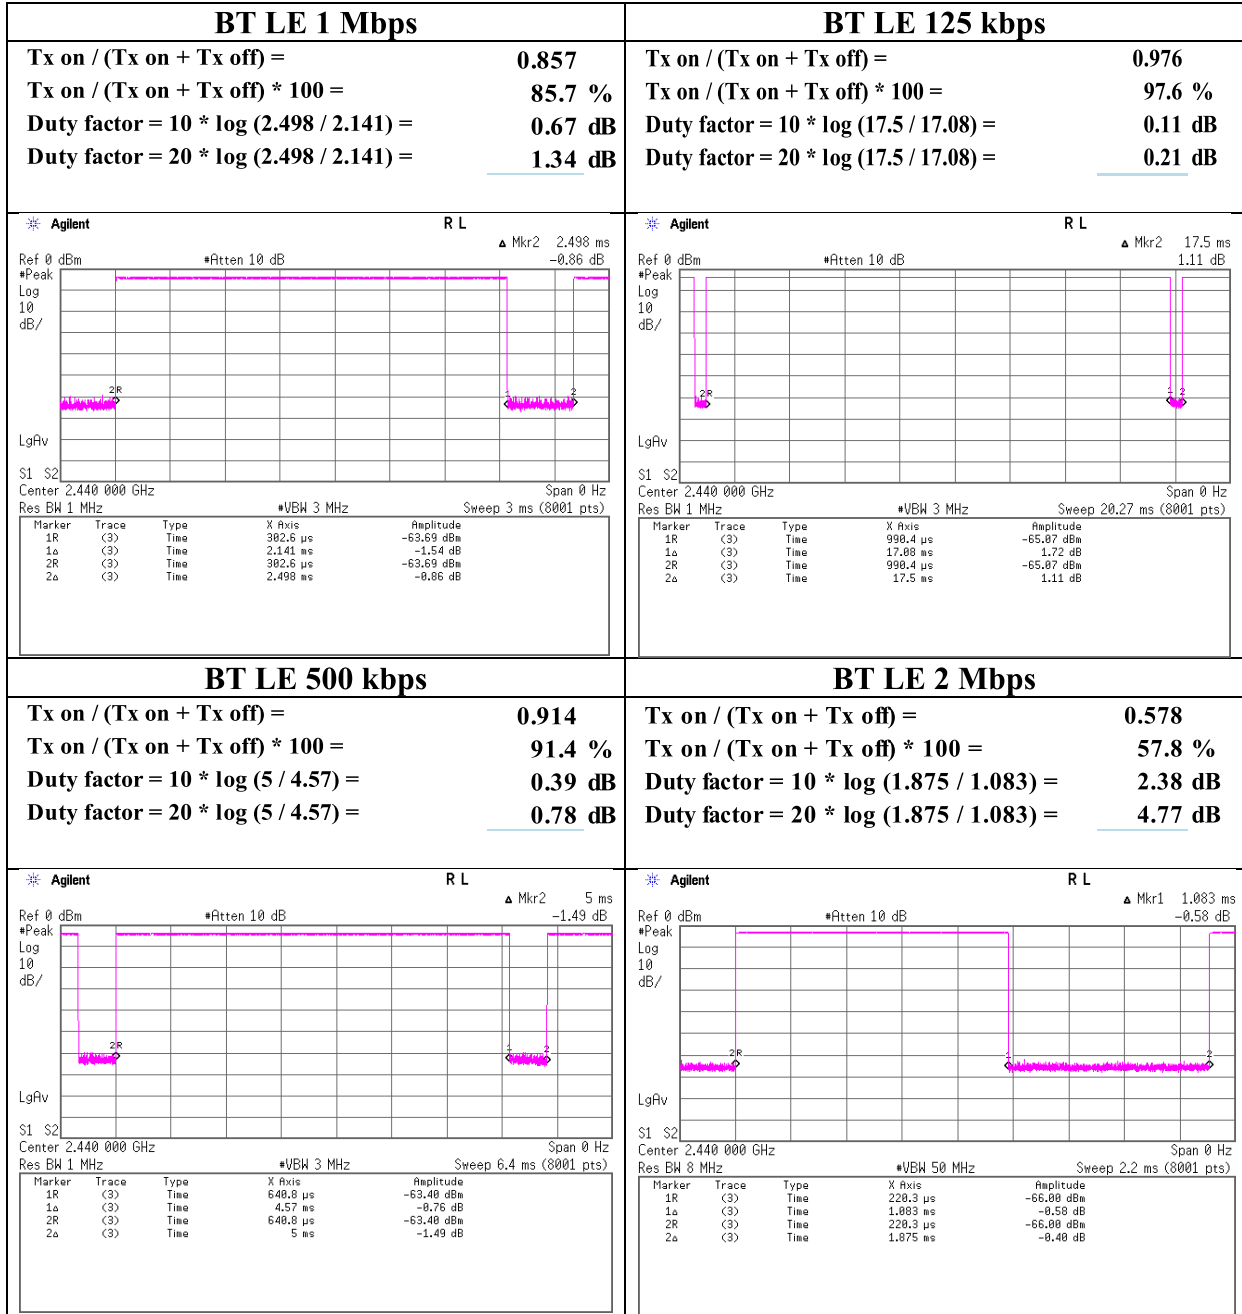 BT LE 1 Mbps
Tx on / (Tx on + Tx off) = 0.857
Tx on / (Tx on + Tx off) * 100 = 85.7 %
Duty factor = 10 * log (2.498 / 2.141) = 0.67 dB
Duty factor = 20 * log (2.498 / 2.141) = 1.34 dB
Agilent R L
Δ Mkr2 2.498 ms
Ref 0 dBm #Atten 10 dB -0.86 dB
#Peak
Log
10
dB/
2R 1 2
LgAv
S1 S2
Center 2.440 000 GHz Span 0 Hz
Res BW 1 MHz #VBW 3 MHz Sweep 3 ms (8001 pts)
Marker Trace Type X Axis Amplitude
1R (3) Time 302.6 µs -63.69 dBm
1Δ (3) Time 2.141 ms -1.54 dB
2R (3) Time 302.6 µs -63.69 dBm
2Δ (3) Time 2.498 ms -0.86 dB
BT LE 125 kbps
Tx on / (Tx on + Tx off) = 0.976
Tx on / (Tx on + Tx off) * 100 = 97.6 %
Duty factor = 10 * log (17.5 / 17.08) = 0.11 dB
Duty factor = 20 * log (17.5 / 17.08) = 0.21 dB
Agilent R L
Δ Mkr2 17.5 ms
Ref 0 dBm #Atten 10 dB 1.11 dB
#Peak
Log
10
dB/
2R 1 2
LgAv
S1 S2
Center 2.440 000 GHz Span 0 Hz
Res BW 1 MHz #VBW 3 MHz Sweep 20.27 ms (8001 pts)
Marker Trace Type X Axis Amplitude
1R (3) Time 990.4 µs -65.07 dBm
1Δ (3) Time 17.08 ms 1.72 dB
2R (3) Time 990.4 µs -65.07 dBm
2Δ (3) Time 17.5 ms 1.11 dB
BT LE 500 kbps
Tx on / (Tx on + Tx off) = 0.914
Tx on / (Tx on + Tx off) * 100 = 91.4 %
Duty factor = 10 * log (5 / 4.57) = 0.39 dB
Duty factor = 20 * log (5 / 4.57) = 0.78 dB
Agilent R L
Δ Mkr2 5 ms
Ref 0 dBm #Atten 10 dB -1.49 dB
#Peak
Log
10
dB/
2R 1 2
LgAv
S1 S2
Center 2.440 000 GHz Span 0 Hz
Res BW 1 MHz #VBW 3 MHz Sweep 6.4 ms (8001 pts)
Marker Trace Type X Axis Amplitude
1R (3) Time 640.8 µs -63.40 dBm
1Δ (3) Time 4.57 ms -0.76 dB
2R (3) Time 640.8 µs -63.40 dBm
2Δ (3) Time 5 ms -1.49 dB
BT LE 2 Mbps
Tx on / (Tx on + Tx off) = 0.578
Tx on / (Tx on + Tx off) * 100 = 57.8 %
Duty factor = 10 * log (1.875 / 1.083) = 2.38 dB
Duty factor = 20 * log (1.875 / 1.083) = 4.77 dB
Agilent R L
Δ Mkr1 1.083 ms
Ref 0 dBm #Atten 10 dB -0.58 dB
#Peak
Log
10
dB/
2R 1 2
LgAv
S1 S2
Center 2.440 000 GHz Span 0 Hz
Res BW 8 MHz #VBW 50 MHz Sweep 2.2 ms (8001 pts)
Marker Trace Type X Axis Amplitude
1R (3) Time 220.3 µs -66.00 dBm
1Δ (3) Time 1.083 ms -0.58 dB
2R (3) Time 220.3 µs -66.00 dBm
2Δ (3) Time 1.875 ms -0.40 dB